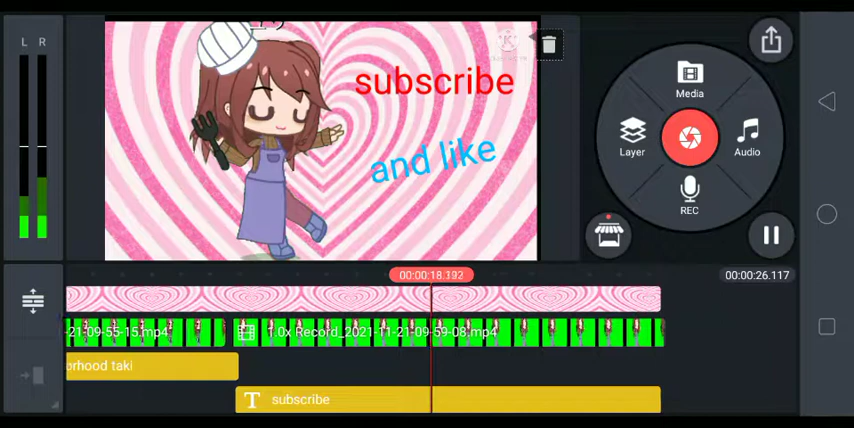 L R
subscribe
and like
Media
Layer
Audio
REC
00:00:18.392
00:00:26.117
-21-09-55-15.mp4
1.0x Record_2021-11-21-09-59-08.mp4
orhood taki
T subscribe